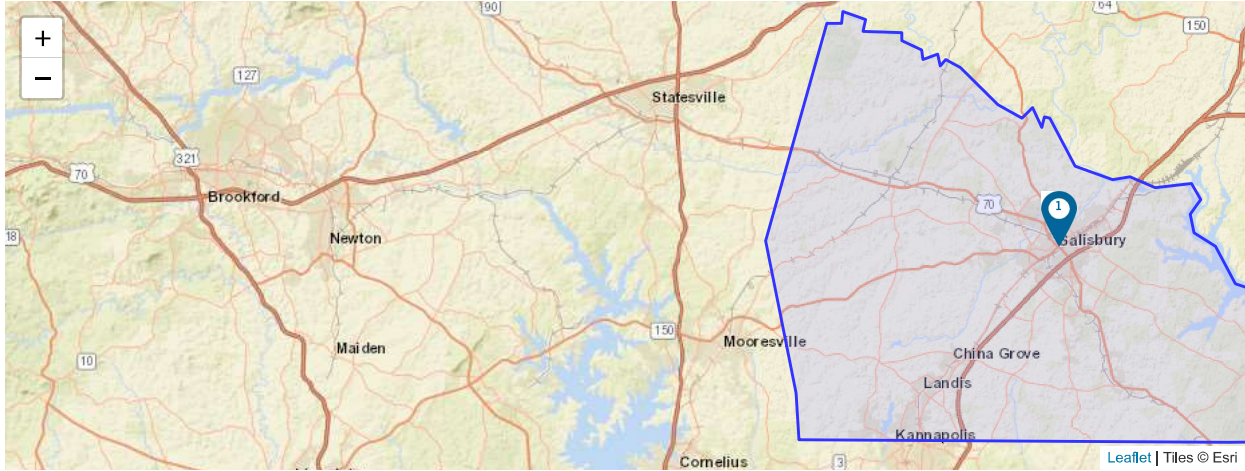 +
−
90
64
150
127
Statesville
321
70
Brookford
70
1
18
Newton
Salisbury
150
Mooresville
Maiden
10
China Grove
Landis
Kannapolis
Cornelius
3
Leaflet | Tiles © Esri